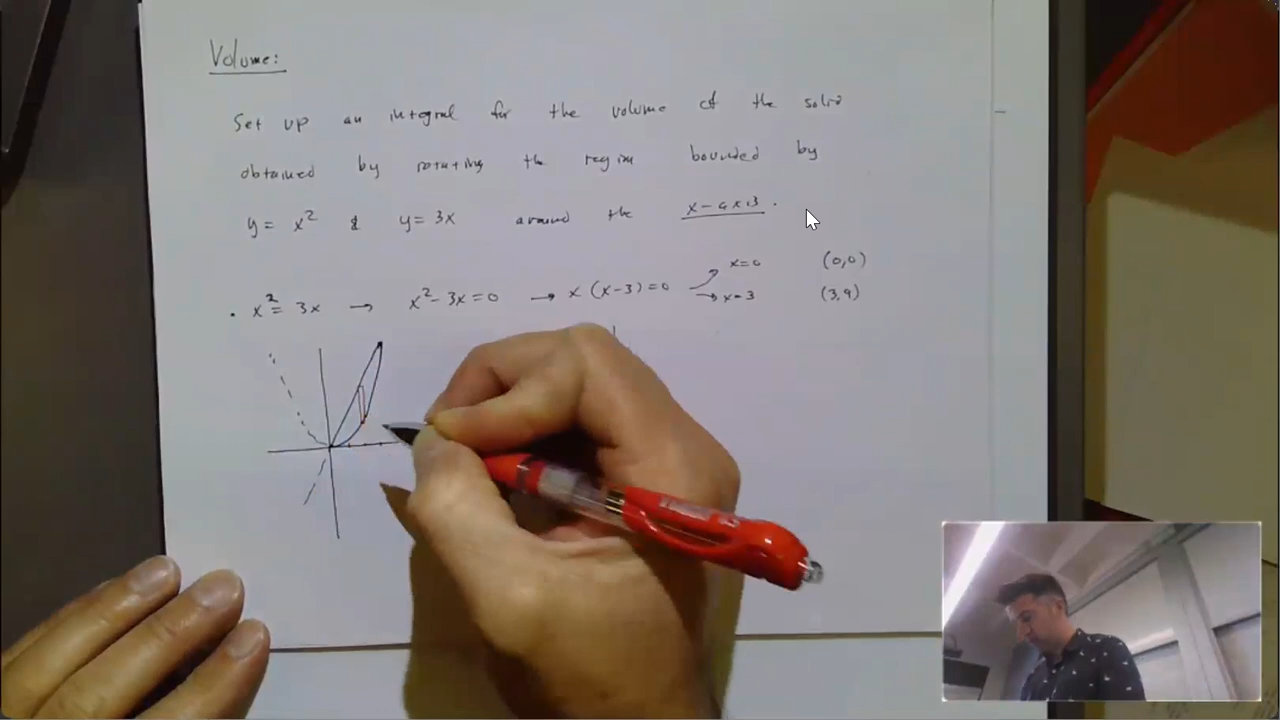 Volume:
Set up an integral for the volume of the solid
obtained by rotating the region bounded by
y = x² & y = 3x around the x-axis.
• x² = 3x → x² - 3x = 0 → x (x-3) = 0 → x=0 (0,0)
→ x=3 (3,9)